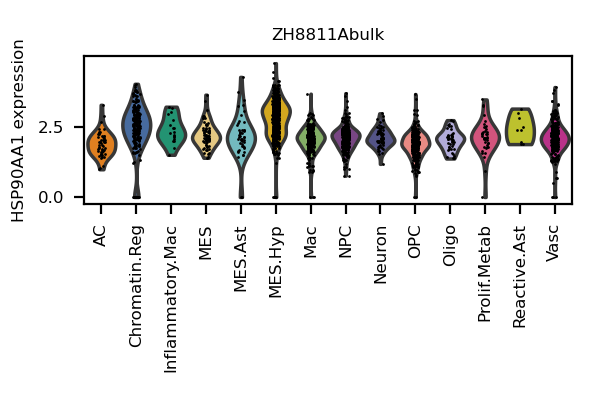 ZH8811Abulk
HSP90AA1 expression
2.5
0.0
AC
Chromatin.Reg
Inflammatory.Mac
MES
MES.Ast
MES.Hyp
Mac
NPC
Neuron
OPC
Oligo
Prolif.Metab
Reactive.Ast
Vasc